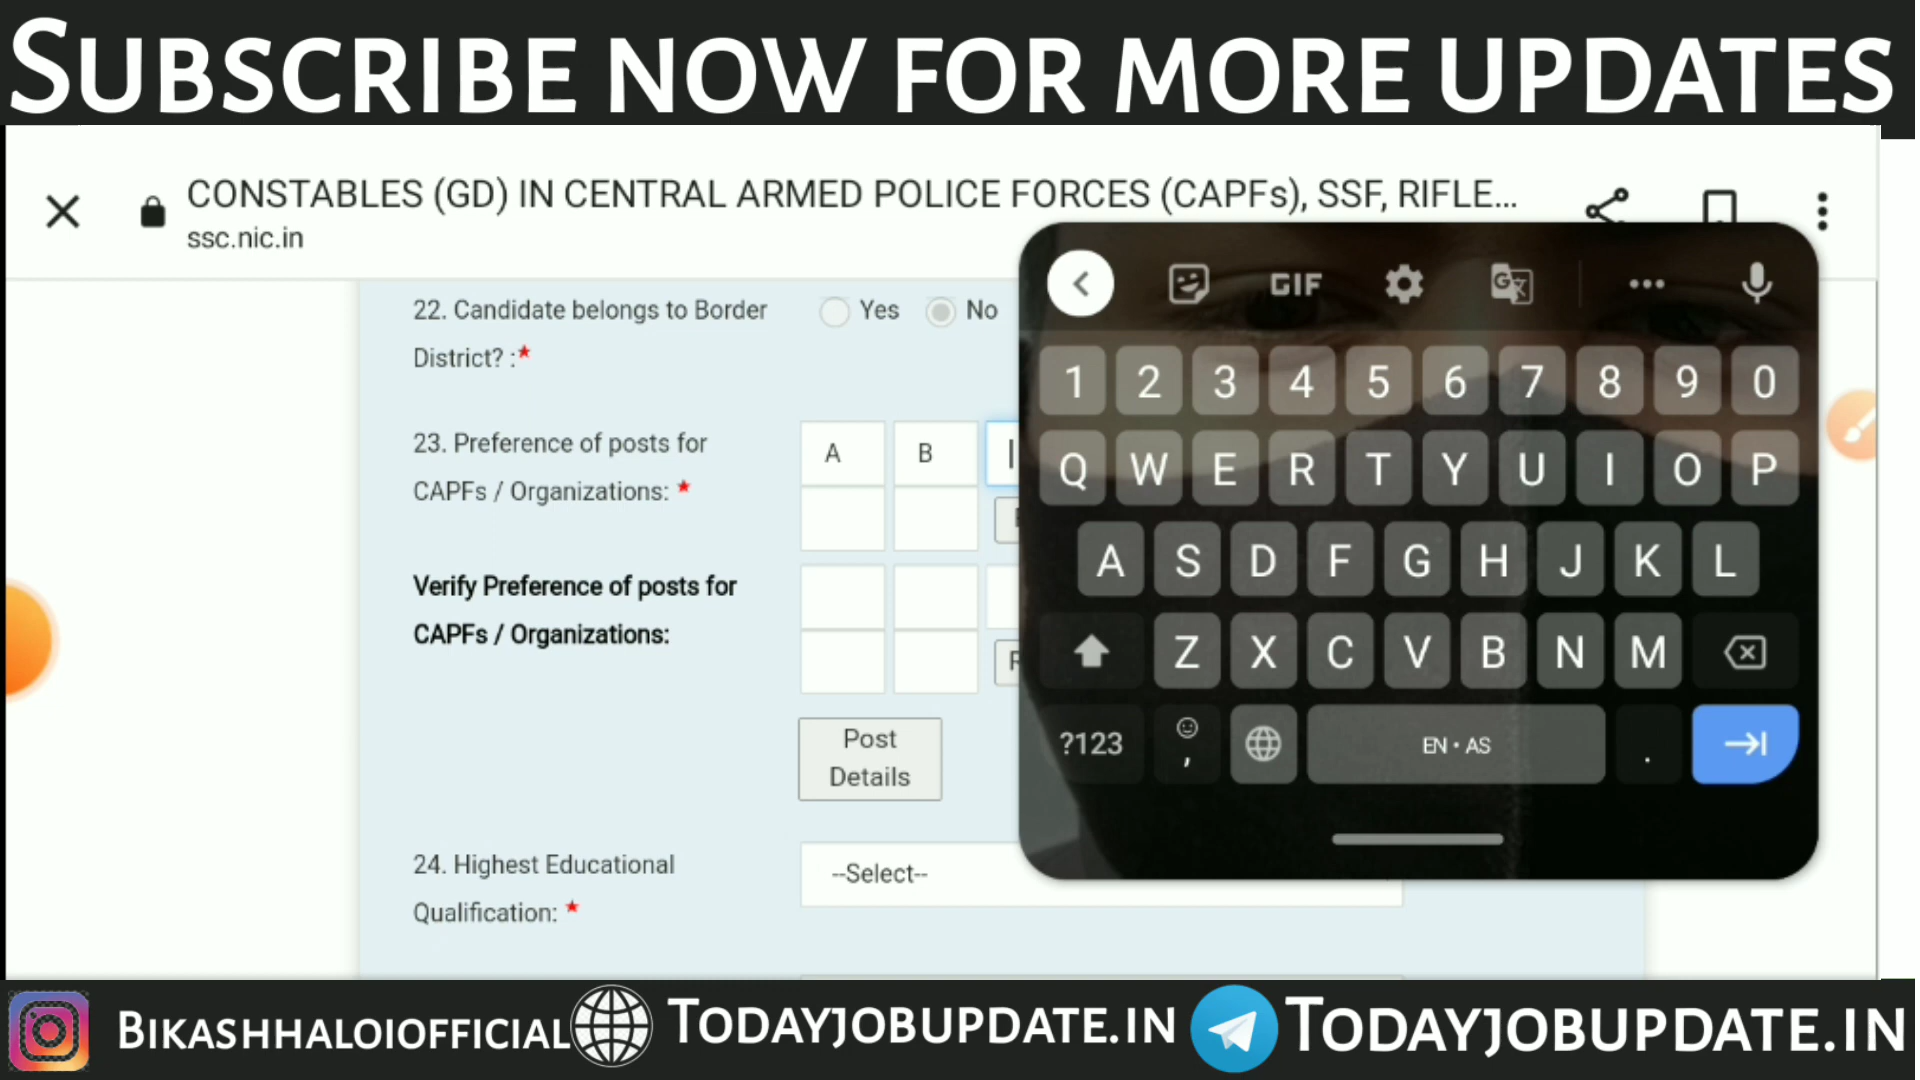 SUBSCRIBE NOW FOR MORE UPDATES
CONSTABLES (GD) IN CENTRAL ARMED POLICE FORCES (CAPFs), SSF, RIFLE...
ssc.nic.in
22. Candidate belongs to Border
District? :*
Yes No
23. Preference of posts for
CAPFs / Organizations: *
A B
Verify Preference of posts for
CAPFs / Organizations:
Post
Details
24. Highest Educational
Qualification: *
--Select--
GIF
1 2 3 4 5 6 7 8 9 0
Q W E R T Y U I O P
A S D F G H J K L
Z X C V B N M
?123 , EN • AS .
BIKASHHALOIOFFICIAL TODAYJOBUPDATE.IN TODAYJOBUPDATE.IN